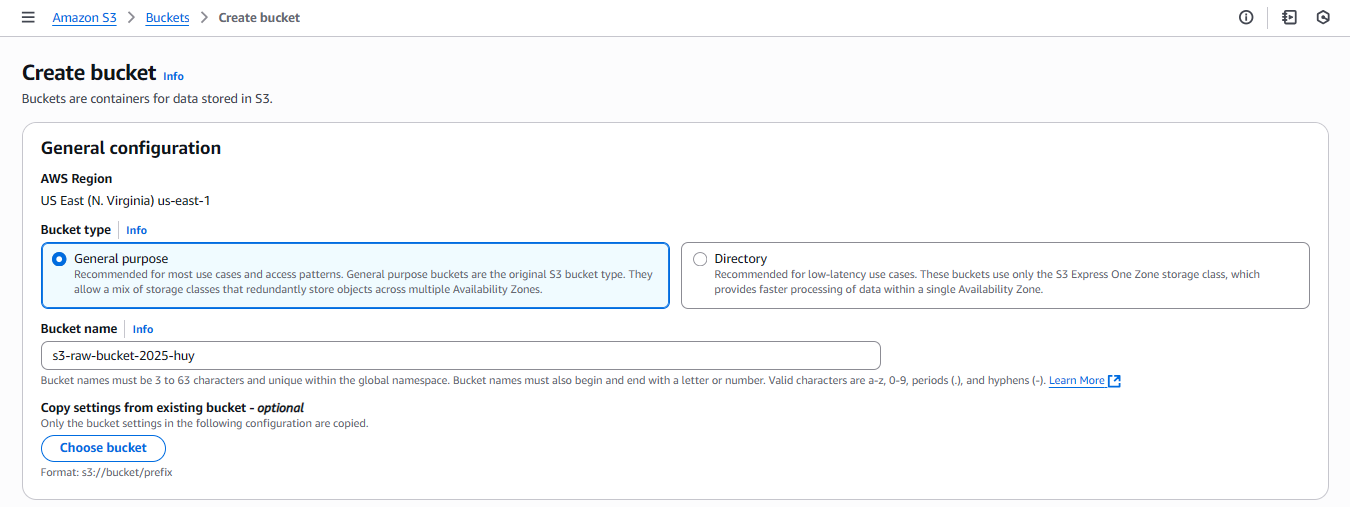 Amazon S3 > Buckets > Create bucket
Create bucket Info
Buckets are containers for data stored in S3.
General configuration
AWS Region
US East (N. Virginia) us-east-1
Bucket type Info
General purpose
Recommended for most use cases and access patterns. General purpose buckets are the original S3 bucket type. They
allow a mix of storage classes that redundantly store objects across multiple Availability Zones.
Directory
Recommended for low-latency use cases. These buckets use only the S3 Express One Zone storage class, which
provides faster processing of data within a single Availability Zone.
Bucket name Info
s3-raw-bucket-2025-huy
Bucket names must be 3 to 63 characters and unique within the global namespace. Bucket names must also begin and end with a letter or number. Valid characters are a-z, 0-9, periods (.), and hyphens (-). Learn More
Copy settings from existing bucket - optional
Only the bucket settings in the following configuration are copied.
Choose bucket
Format: s3://bucket/prefix